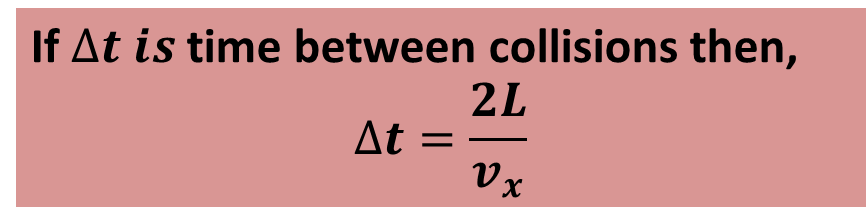 If Δt is time between collisions then,
Δt = 2L / vₓ